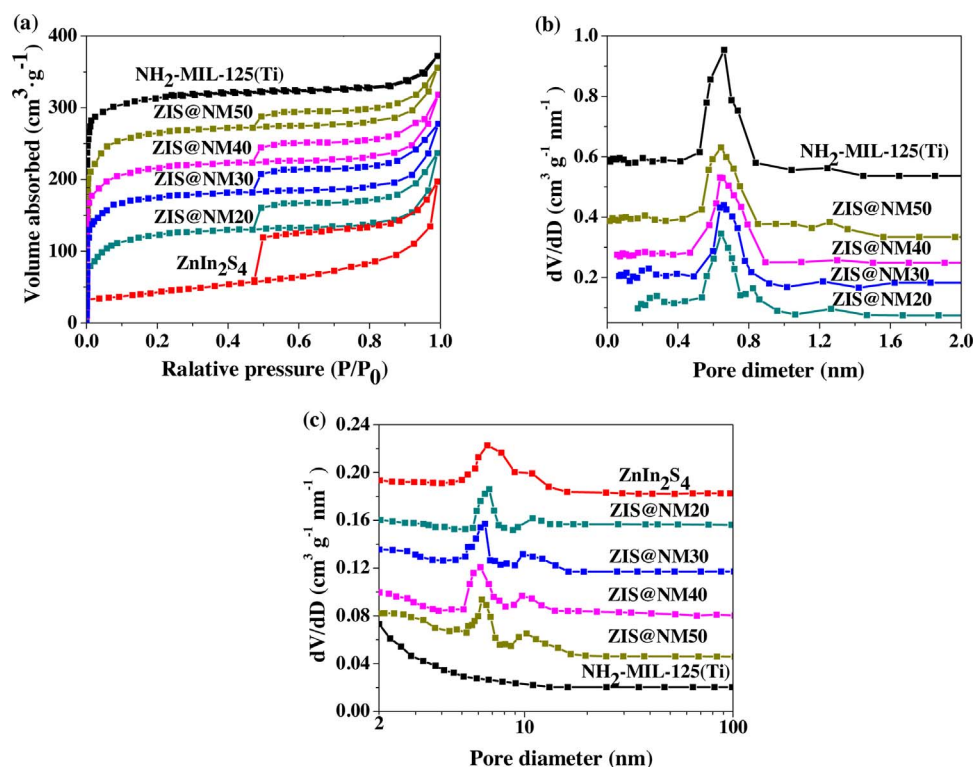 (a)
400
300
200
100
0
Volume absorbed (cm³·g⁻¹)
NH₂-MIL-125(Ti)
ZIS@NM50
ZIS@NM40
ZIS@NM30
ZIS@NM20
ZnIn₂S₄
0.0 0.2 0.4 0.6 0.8 1.0
Ralative pressure (P/P₀)
(b)
1.0
0.8
0.6
0.4
0.2
dV/dD (cm³ g⁻¹ nm⁻¹)
NH₂-MIL-125(Ti)
ZIS@NM50
ZIS@NM40
ZIS@NM30
ZIS@NM20
0.0 0.4 0.8 1.2 1.6 2.0
Pore dimeter (nm)
(c)
0.24
0.20
0.16
0.12
0.08
0.04
0.00
dV/dD (cm³ g⁻¹ nm⁻¹)
ZnIn₂S₄
ZIS@NM20
ZIS@NM30
ZIS@NM40
ZIS@NM50
NH₂-MIL-125(Ti)
2 10 100
Pore diameter (nm)